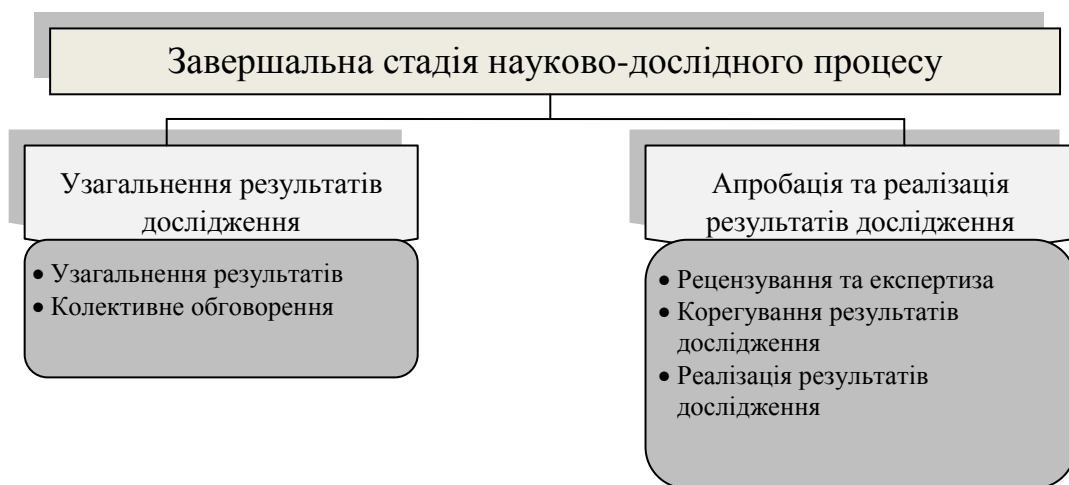 Завершальна стадія науково-дослідного процесу
Узагальнення результатів
дослідження
• Узагальнення результатів
• Колективне обговорення
Апробація та реалізація
результатів дослідження
• Рецензування та експертиза
• Корегування результатів
дослідження
• Реалізація результатів
дослідження